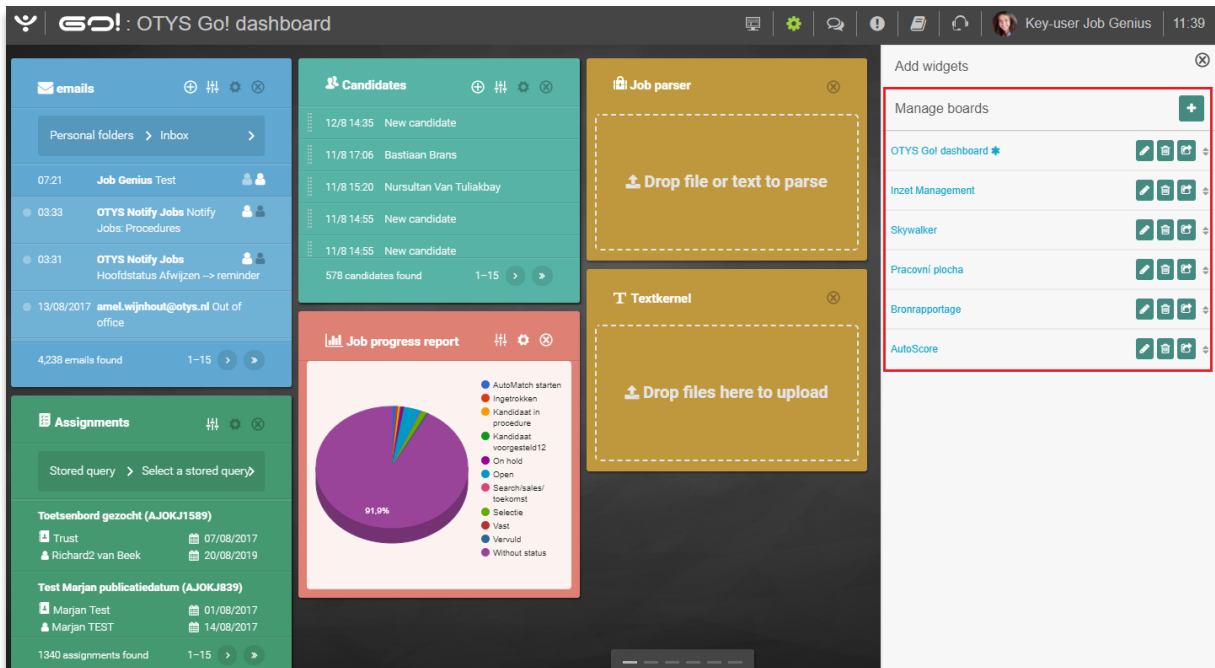 GO! : OTYS Go! dashboard
Key-user Job Genius
11:39
emails
Personal folders > Inbox >
07:21 Job Genius Test
03:33 OTYS Notify Jobs Notify
Jobs: Procedures
03:31 OTYS Notify Jobs
Hoofdstatus Afwijzen --> reminder
13/08/2017 amel.wijnhout@otys.nl Out of
office
4,238 emails found 1–15
Assignments
Stored query > Select a stored query>
Toetsenbord gezocht (AJOKJ1589)
Trust 07/08/2017
Richard2 van Beek 20/08/2019
Test Marjan publicatiedatum (AJOKJ839)
Marjan Test 01/08/2017
Marjan TEST 14/08/2017
1340 assignments found 1–15
Candidates
12/8 14:35 New candidate
11/8 17:06 Bastiaan Brans
11/8 15:20 Nursultan Van Tuliakbay
11/8 14:55 New candidate
11/8 14:55 New candidate
578 candidates found 1–15
Job progress report
91,9%
AutoMatch starten
Ingetrokken
Kandidaat in
procedure
Kandidaat
voorgesteld12
On hold
Open
Search/sales/
toekomst
Selectie
Vast
Vervuld
Without status
Job parser
Drop file or text to parse
Textkernel
Drop files here to upload
Add widgets
Manage boards
OTYS Go! dashboard
Inzet Management
Skywalker
Pracovní plocha
Bronrapportage
AutoScore